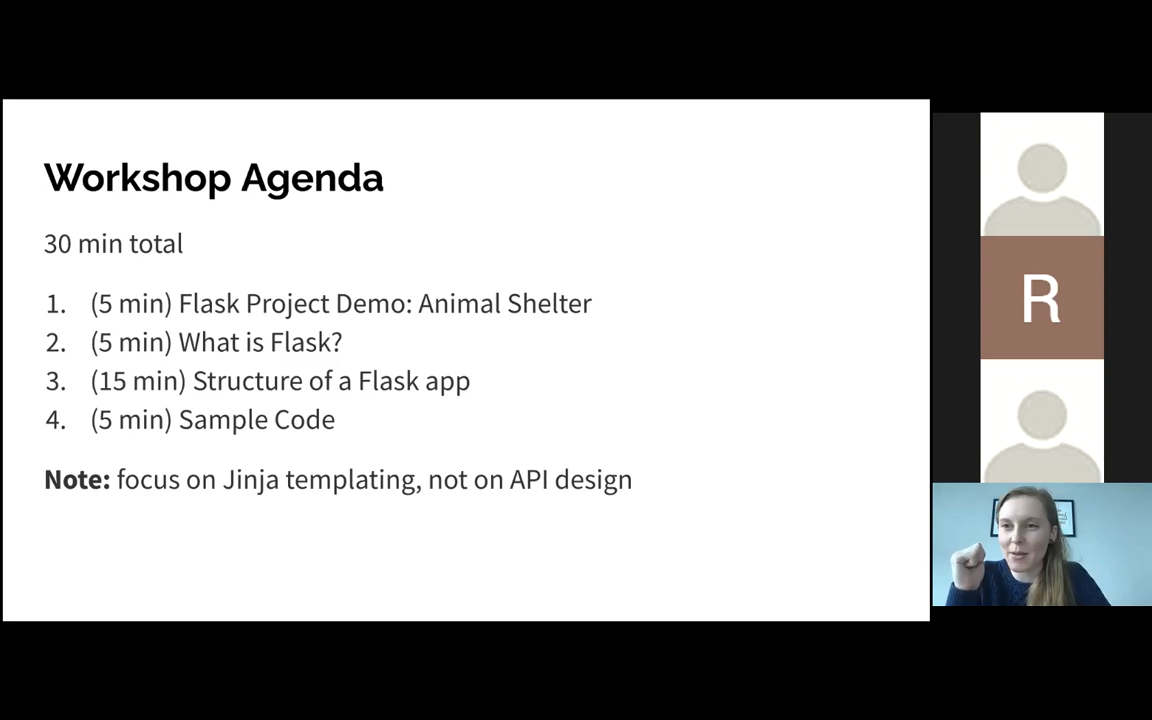 Workshop Agenda
30 min total
1. (5 min) Flask Project Demo: Animal Shelter
2. (5 min) What is Flask?
3. (15 min) Structure of a Flask app
4. (5 min) Sample Code
Note: focus on Jinja templating, not on API design
R